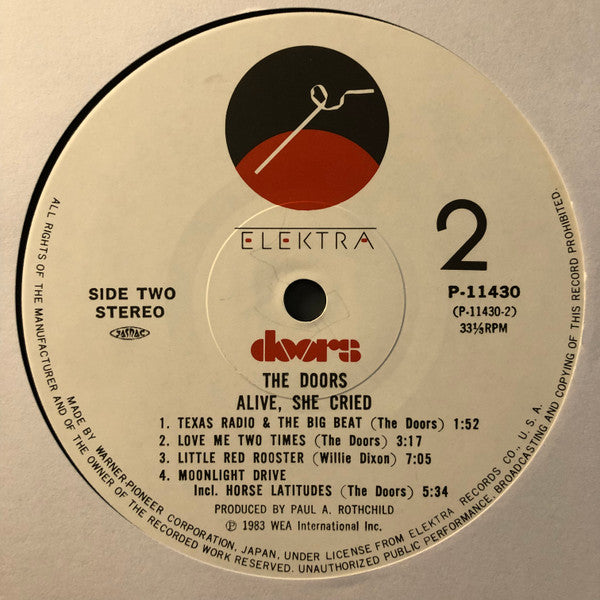 ELEKTRA
2
SIDE TWO
STEREO
JASRAC
P-11430
(P-11430-2)
33⅓RPM
doors
THE DOORS
ALIVE, SHE CRIED
1. TEXAS RADIO & THE BIG BEAT (The Doors) 1:52
2. LOVE ME TWO TIMES (The Doors) 3:17
3. LITTLE RED ROOSTER (Willie Dixon) 7:05
4. MOONLIGHT DRIVE
Incl. HORSE LATITUDES (The Doors) 5:34
PRODUCED BY PAUL A. ROTHCHILD
Ⓟ 1983 WEA International Inc.
ALL RIGHTS OF THE MANUFACTURER AND OF THE OWNER OF THE RECORDED WORK RESERVED. UNAUTHORIZED PUBLIC PERFORMANCE, BROADCASTING AND COPYING OF THIS RECORD PROHIBITED.
MADE BY WARNER-PIONEER CORPORATION, JAPAN, UNDER LICENSE FROM ELEKTRA RECORDS CO., U.S.A.